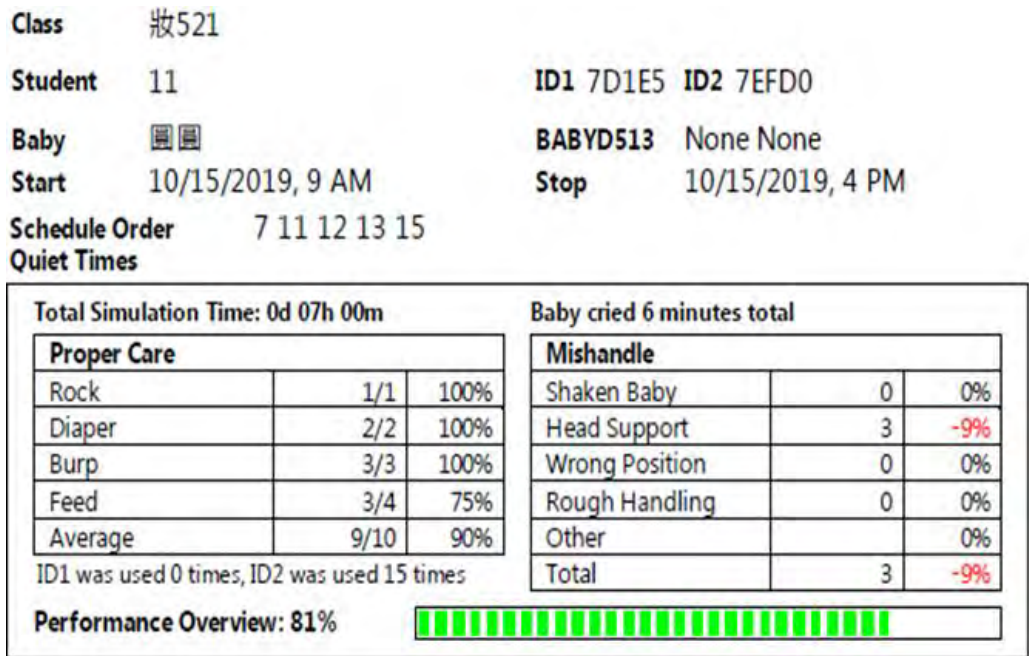 Class 妝521
Student 11 ID1 7D1E5 ID2 7EFD0
Baby 圓圓 BABYD513 None None
Start 10/15/2019, 9 AM Stop 10/15/2019, 4 PM
Schedule Order 7 11 12 13 15
Quiet Times
Total Simulation Time: 0d 07h 00m Baby cried 6 minutes total
Proper Care Mishandle
Rock 1/1 100% Shaken Baby 0 0%
Diaper 2/2 100% Head Support 3 -9%
Burp 3/3 100% Wrong Position 0 0%
Feed 3/4 75% Rough Handling 0 0%
Average 9/10 90% Other 0%
ID1 was used 0 times, ID2 was used 15 times Total 3 -9%
Performance Overview: 81%